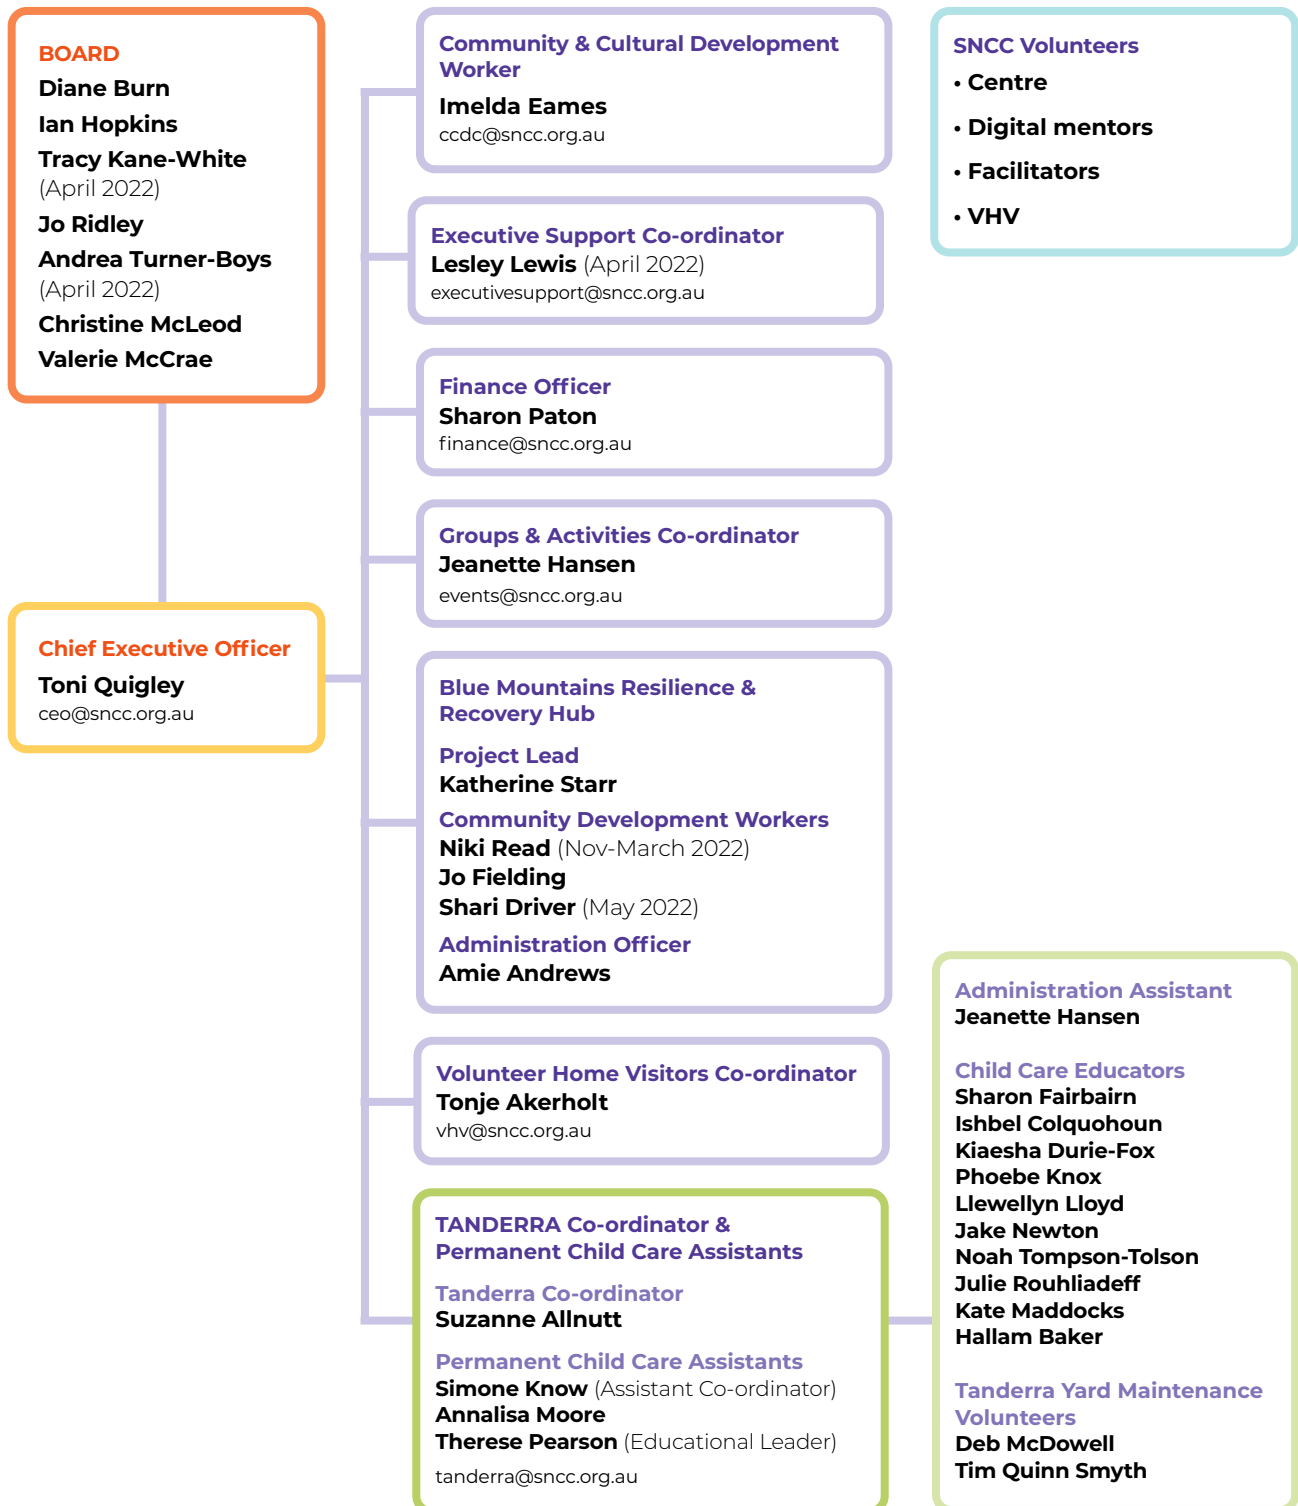 BOARD
Diane Burn
Ian Hopkins
Tracy Kane-White
(April 2022)
Jo Ridley
Andrea Turner-Boys
(April 2022)
Christine McLeod
Valerie McCrae
Chief Executive Officer
Toni Quigley
ceo@sncc.org.au
Community & Cultural Development
Worker
Imelda Eames
ccdc@sncc.org.au
Executive Support Co-ordinator
Lesley Lewis (April 2022)
executivesupport@sncc.org.au
Finance Officer
Sharon Paton
finance@sncc.org.au
Groups & Activities Co-ordinator
Jeanette Hansen
events@sncc.org.au
Blue Mountains Resilience &
Recovery Hub
Project Lead
Katherine Starr
Community Development Workers
Niki Read (Nov-March 2022)
Jo Fielding
Shari Driver (May 2022)
Administration Officer
Amie Andrews
Volunteer Home Visitors Co-ordinator
Tonje Akerholt
vhv@sncc.org.au
TANDERRA Co-ordinator &
Permanent Child Care Assistants
Tanderra Co-ordinator
Suzanne Allnutt
Permanent Child Care Assistants
Simone Know (Assistant Co-ordinator)
Annalisa Moore
Therese Pearson (Educational Leader)
tanderra@sncc.org.au
SNCC Volunteers
• Centre
• Digital mentors
• Facilitators
• VHV
Administration Assistant
Jeanette Hansen
Child Care Educators
Sharon Fairbairn
Ishbel Colquohoun
Kiaesha Durie-Fox
Phoebe Knox
Llewellyn Lloyd
Jake Newton
Noah Tompson-Tolson
Julie Rouhliadeff
Kate Maddocks
Hallam Baker
Tanderra Yard Maintenance
Volunteers
Deb McDowell
Tim Quinn Smyth